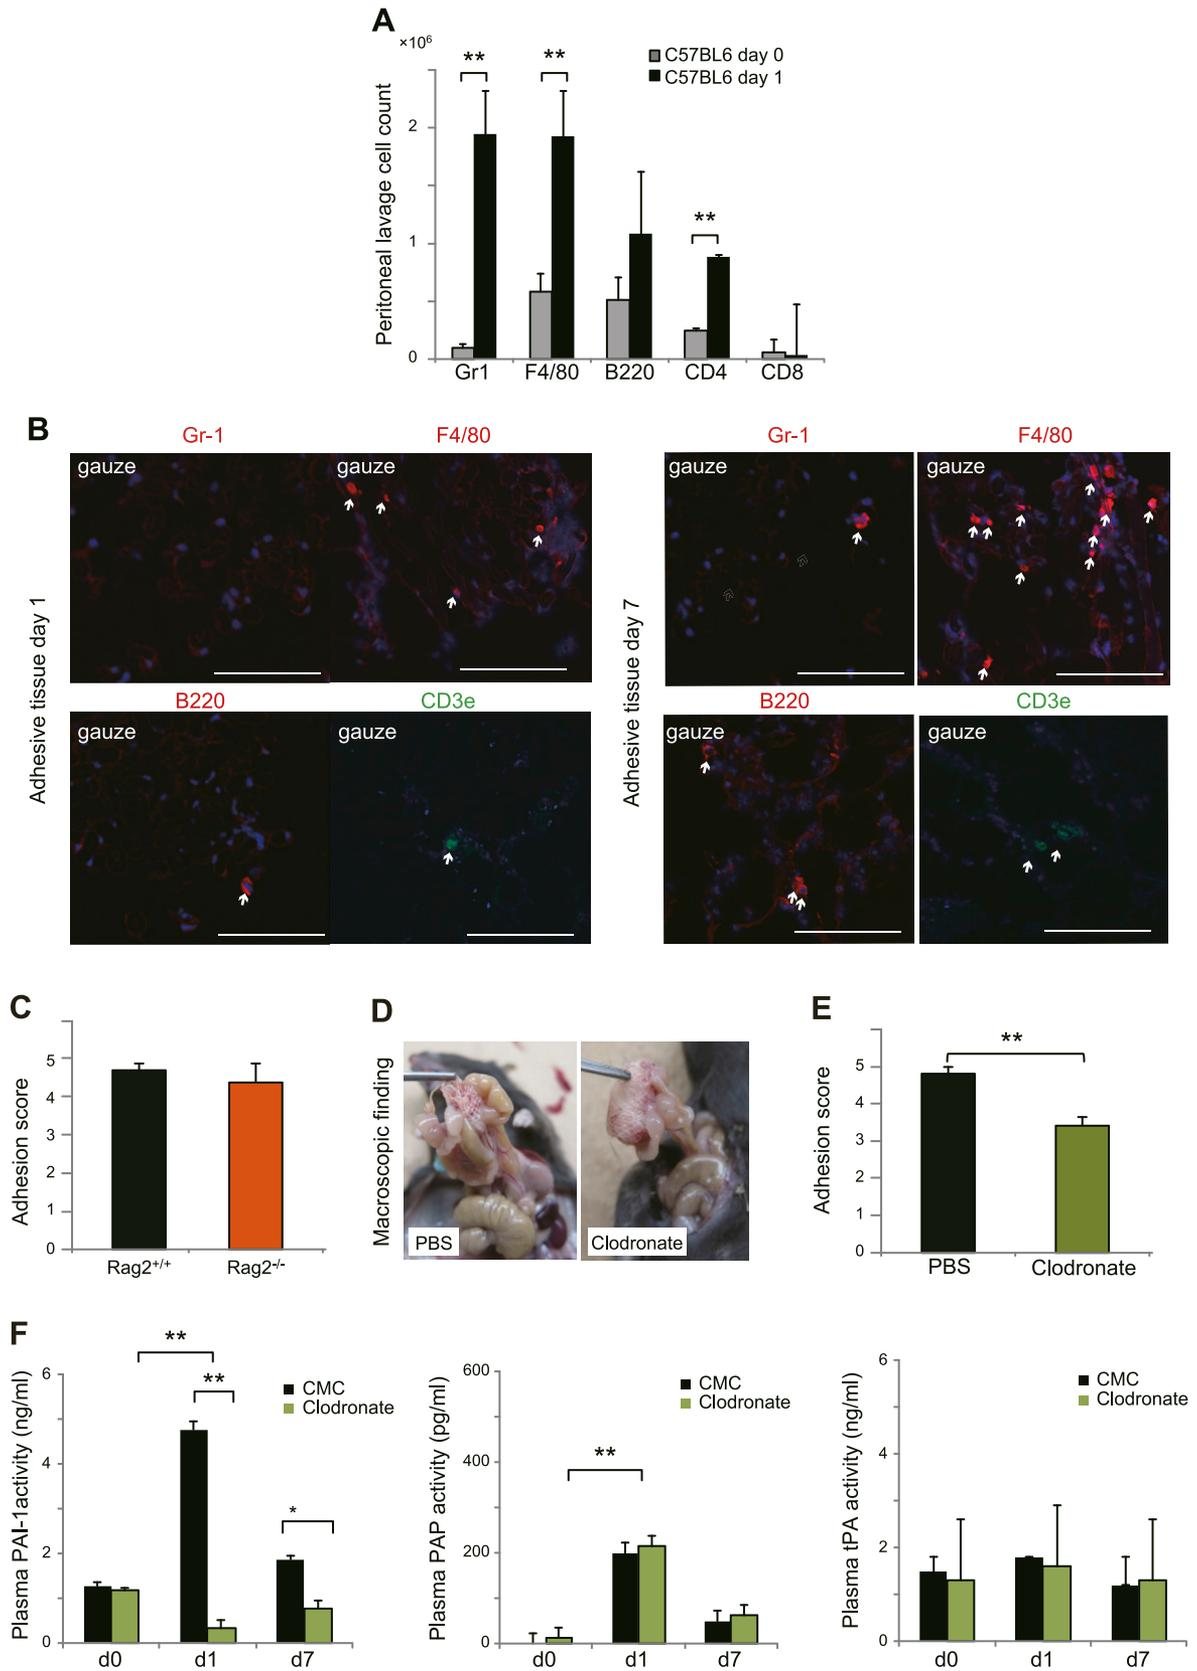 A
×10⁶
** **
C57BL6 day 0
C57BL6 day 1
Peritoneal lavage cell count
2
1
0
**
Gr1 F4/80 B220 CD4 CD8
B
Gr-1 F4/80 Gr-1 F4/80
gauze gauze gauze gauze
Adhesive tissue day 1
Adhesive tissue day 7
B220 CD3e B220 CD3e
gauze gauze gauze gauze
C
Adhesion score
5
4
3
2
1
0
Rag2⁺/⁺ Rag2⁻/⁻
D
Macroscopic finding
PBS Clodronate
E
**
Adhesion score
5
4
3
2
1
0
PBS Clodronate
F
**
**
*
Plasma PAI-1activity (ng/ml)
6
4
2
0
CMC
Clodronate
d0 d1 d7
Plasma PAP activity (pg/ml)
600
400
200
0
**
CMC
Clodronate
d0 d1 d7
Plasma tPA activity (ng/ml)
6
4
2
0
CMC
Clodronate
d0 d1 d7